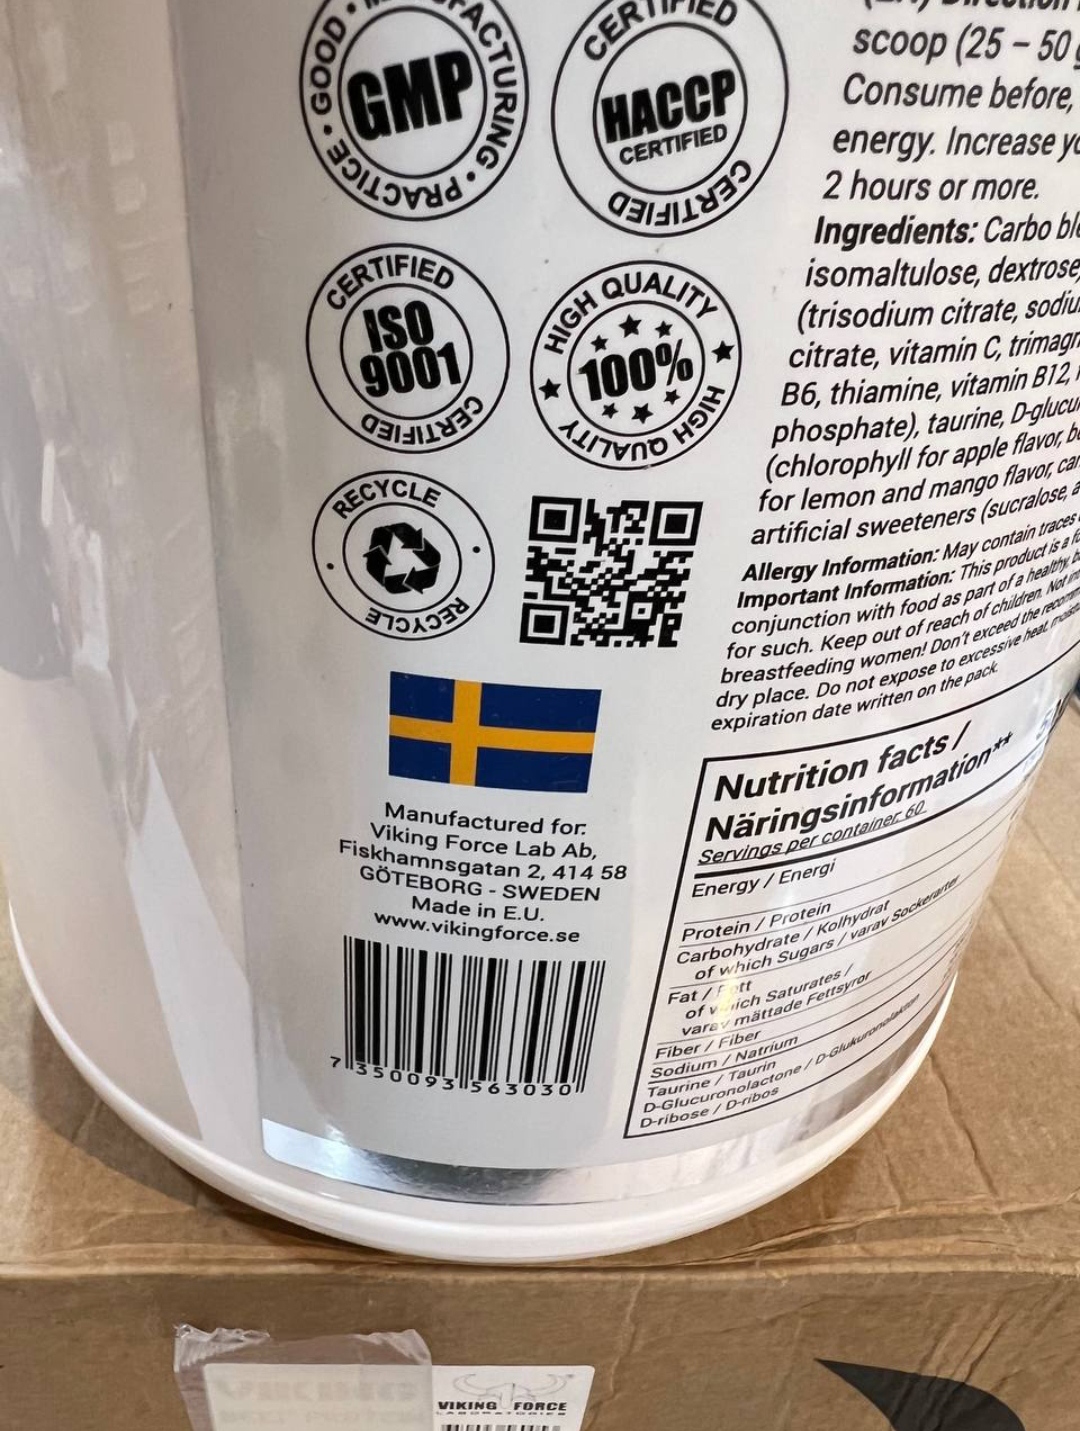 GOOD • MANUFACTURING • PRACTICE •
GMP
CERTIFIED
HACCP
CERTIFIED
CERTIFIED
CERTIFIED
ISO
9001
CERTIFIED
HIGH QUALITY
100%
HIGH QUALITY
RECYCLE
RECYCLE
Manufactured for:
Viking Force Lab Ab,
Fiskhamnsgatan 2, 414 58
GÖTEBORG - SWEDEN
Made in E.U.
www.vikingforce.se
7 350093 563030
scoop (25 – 50
Consume before,
energy. Increase
2 hours or more.
Ingredients: Carbo
isomaltulose, dextrose,
(trisodium citrate,
citrate, vitamin C,
B6, thiamine, vitamin B12,
phosphate), taurine,
(chlorophyll for apple flavor,
for lemon and mango flavor,
artificial sweeteners (sucralose,
Allergy Information: May contain traces
Important Information: This product is a
conjunction with food as part of a healthy,
for such. Keep out of reach of children. Not
breastfeeding women! Don't exceed the
dry place. Do not expose to excessive heat,
expiration date written on the pack.
Nutrition facts /
Näringsinformation**
Servings per container: 60
Energy / Energi
Protein / Protein
Carbohydrate / Kolhydrat
of which Sugars / varav Sockerarter
Fat / Fett
of which Saturates /
varav mättade Fettsyror
Fiber / Fiber
Sodium / Natrium
Taurine / Taurin
D-Glucuronolactone / D-Glukuronolakton
D-ribose / D-ribos
VIKING FORCE
LABORATORIES